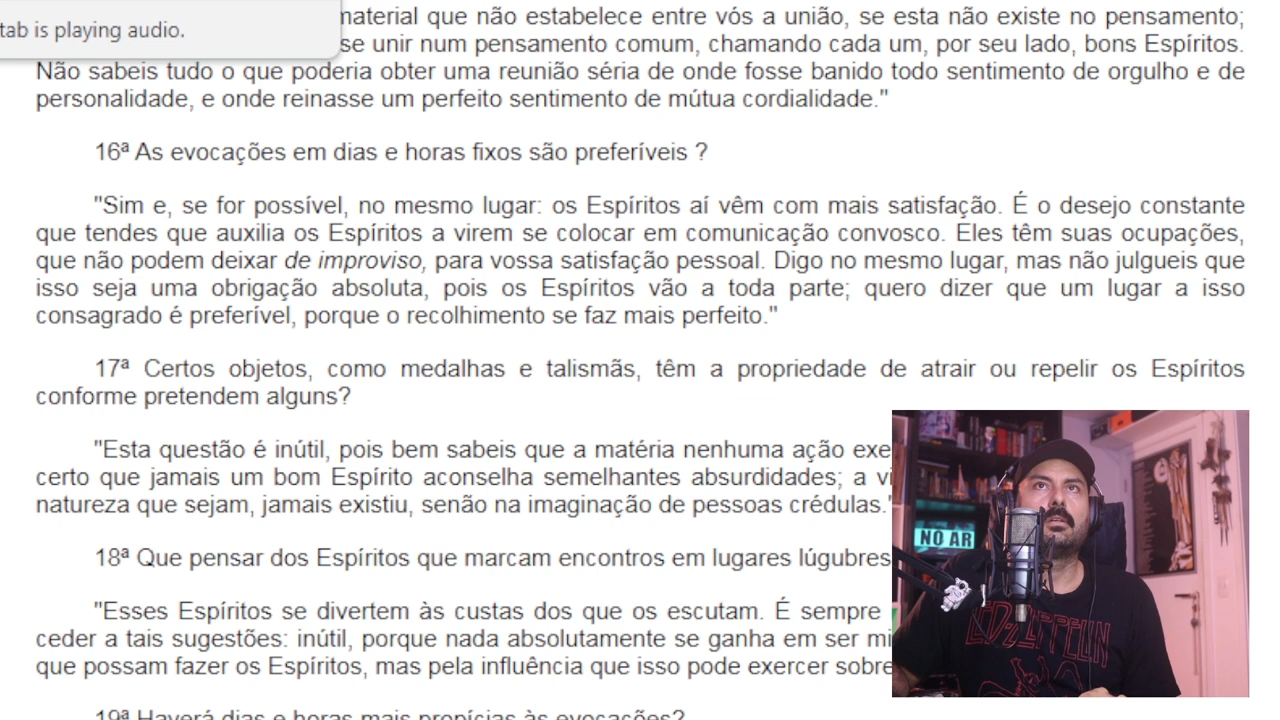 tab is playing audio.
material que não estabelece entre vós a união, se esta não existe no pensamento;
se unir num pensamento comum, chamando cada um, por seu lado, bons Espíritos.
Não sabeis tudo o que poderia obter uma reunião séria de onde fosse banido todo sentimento de orgulho e de
personalidade, e onde reinasse um perfeito sentimento de mútua cordialidade."
16ª As evocações em dias e horas fixos são preferíveis ?
"Sim e, se for possível, no mesmo lugar: os Espíritos aí vêm com mais satisfação. É o desejo constante
que tendes que auxilia os Espíritos a virem se colocar em comunicação convosco. Eles têm suas ocupações,
que não podem deixar de improviso, para vossa satisfação pessoal. Digo no mesmo lugar, mas não julgueis que
isso seja uma obrigação absoluta, pois os Espíritos vão a toda parte; quero dizer que um lugar a isso
consagrado é preferível, porque o recolhimento se faz mais perfeito."
17ª Certos objetos, como medalhas e talismãs, têm a propriedade de atrair ou repelir os Espíritos
conforme pretendem alguns?
"Esta questão é inútil, pois bem sabeis que a matéria nenhuma ação exe
certo que jamais um bom Espírito aconselha semelhantes absurdidades; a vi
natureza que sejam, jamais existiu, senão na imaginação de pessoas crédulas."
18ª Que pensar dos Espíritos que marcam encontros em lugares lúgubres
"Esses Espíritos se divertem às custas dos que os escutam. É sempre
ceder a tais sugestões: inútil, porque nada absolutamente se ganha em ser mi
que possam fazer os Espíritos, mas pela influência que isso pode exercer sobre
19ª Haverá dias e horas mais propícias às evocações?
NO AR
LED ZEPPELIN